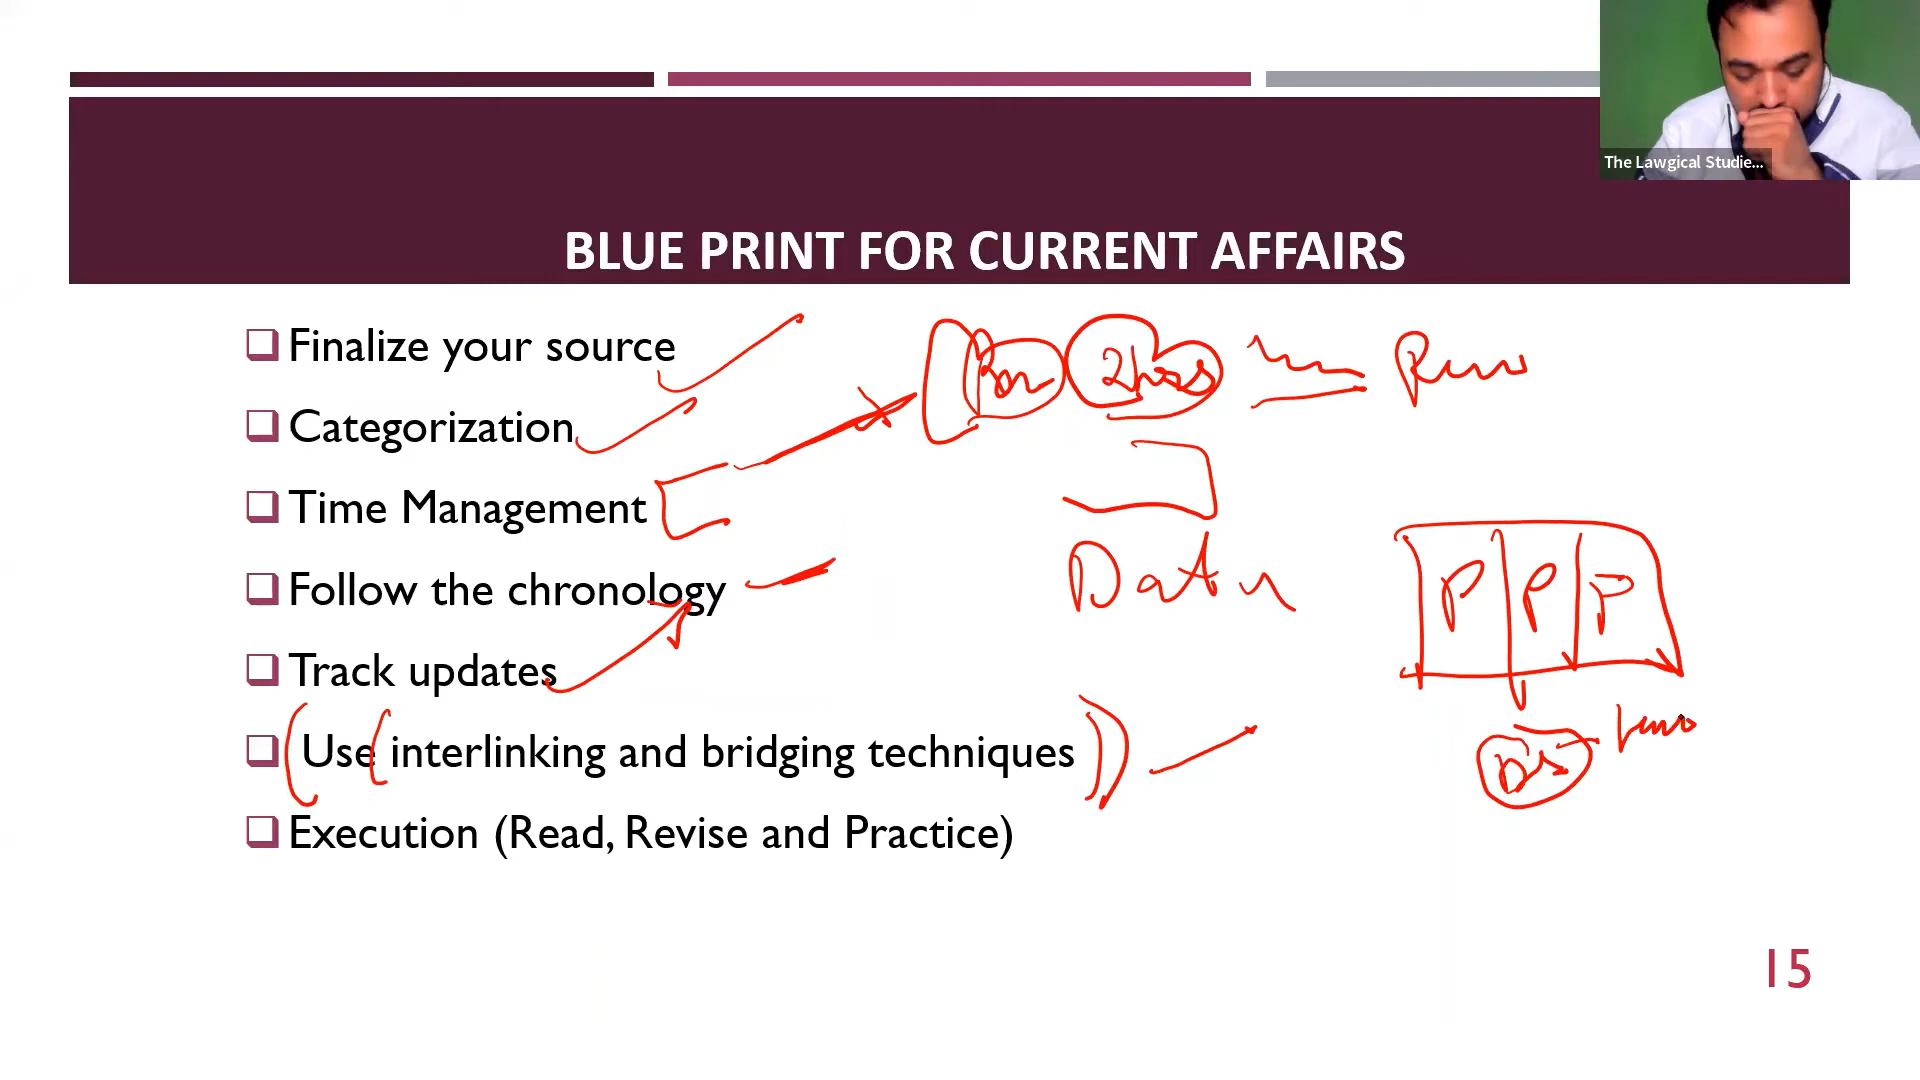 The Lawgical Studie...
BLUE PRINT FOR CURRENT AFFAIRS
Finalize your source
2hrs
Categorization
Time Management
Follow the chronology
P P P
Track updates
Use interlinking and bridging techniques
Execution (Read, Revise and Practice)
15